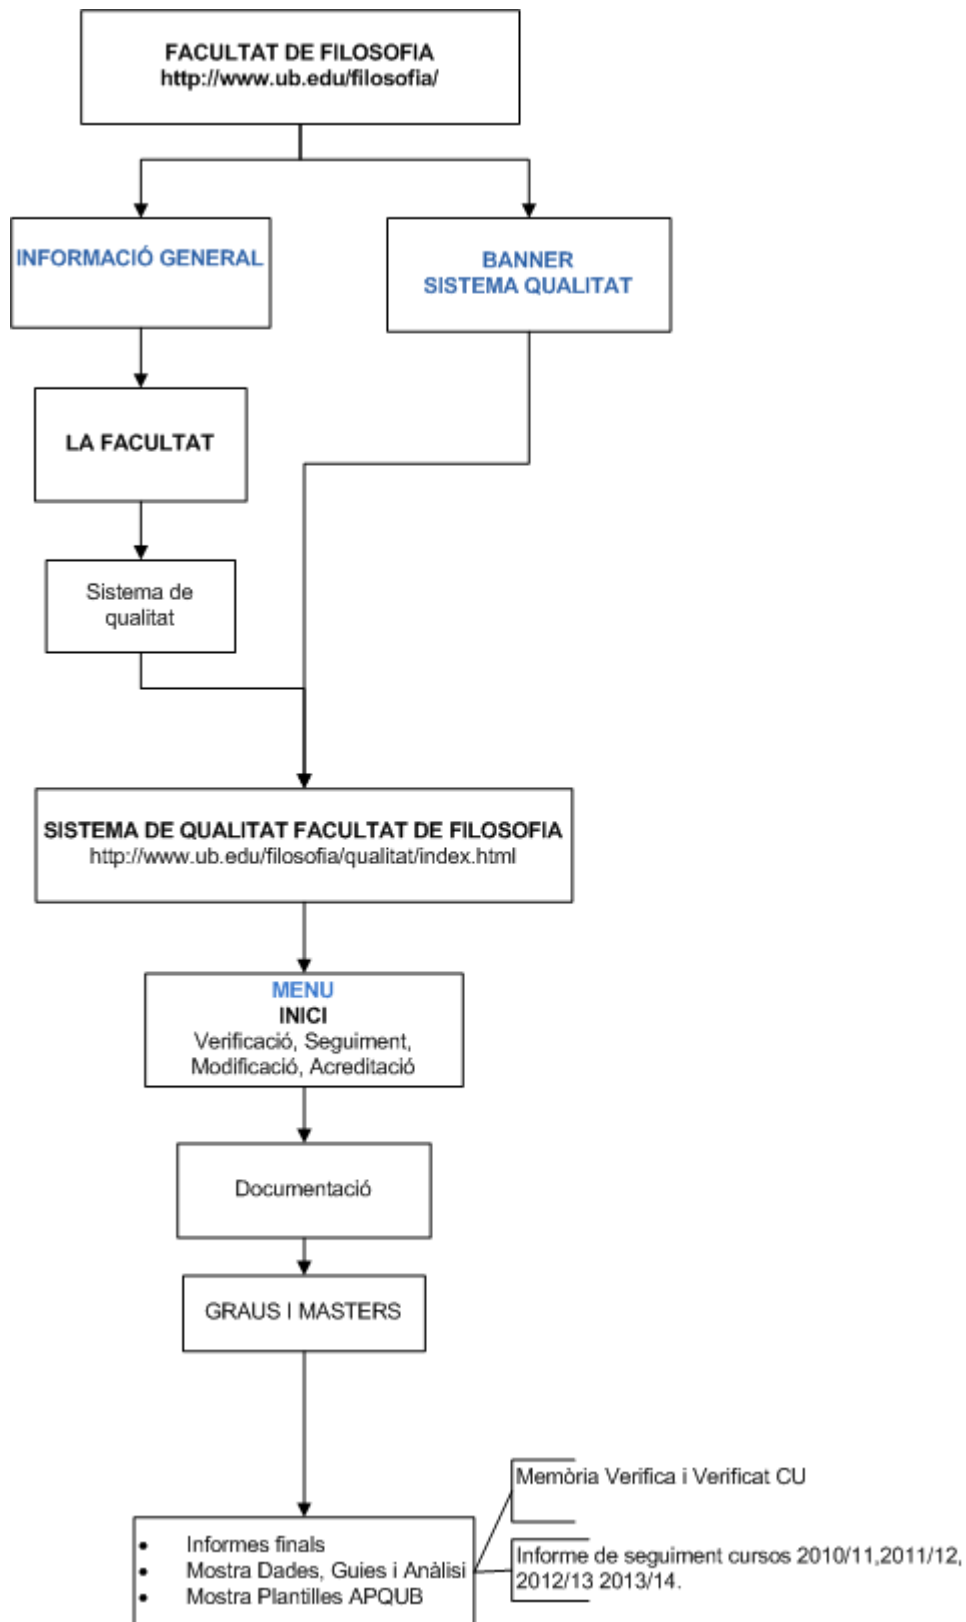 FACULTAT DE FILOSOFIA
http://www.ub.edu/filosofia/
INFORMACIÓ GENERAL
BANNER
SISTEMA QUALITAT
LA FACULTAT
Sistema de
qualitat
SISTEMA DE QUALITAT FACULTAT DE FILOSOFIA
http://www.ub.edu/filosofia/qualitat/index.html
MENU
INICI
Verificació, Seguiment,
Modificació, Acreditació
Documentació
GRAUS I MASTERS
• Informes finals
• Mostra Dades, Guies i Anàlisi
• Mostra Plantilles APQUB
Memòria Verifica i Verificat CU
Informe de seguiment cursos 2010/11,2011/12,
2012/13 2013/14.